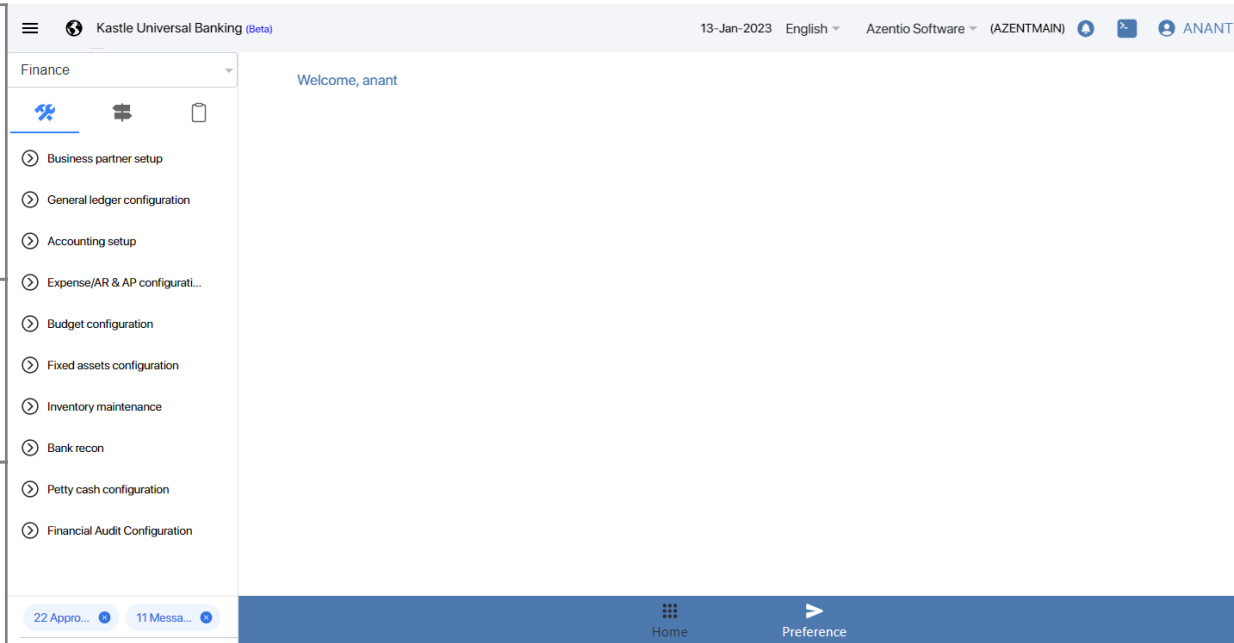 Kastle Universal Banking (Beta) 13-Jan-2023 English Azentio Software (AZENTMAIN) ANANT
Finance
Welcome, anant
Business partner setup
General ledger configuration
Accounting setup
Expense/AR & AP configurati...
Budget configuration
Fixed assets configuration
Inventory maintenance
Bank recon
Petty cash configuration
Financial Audit Configuration
22 Appro... 11 Messa...
Home Preference